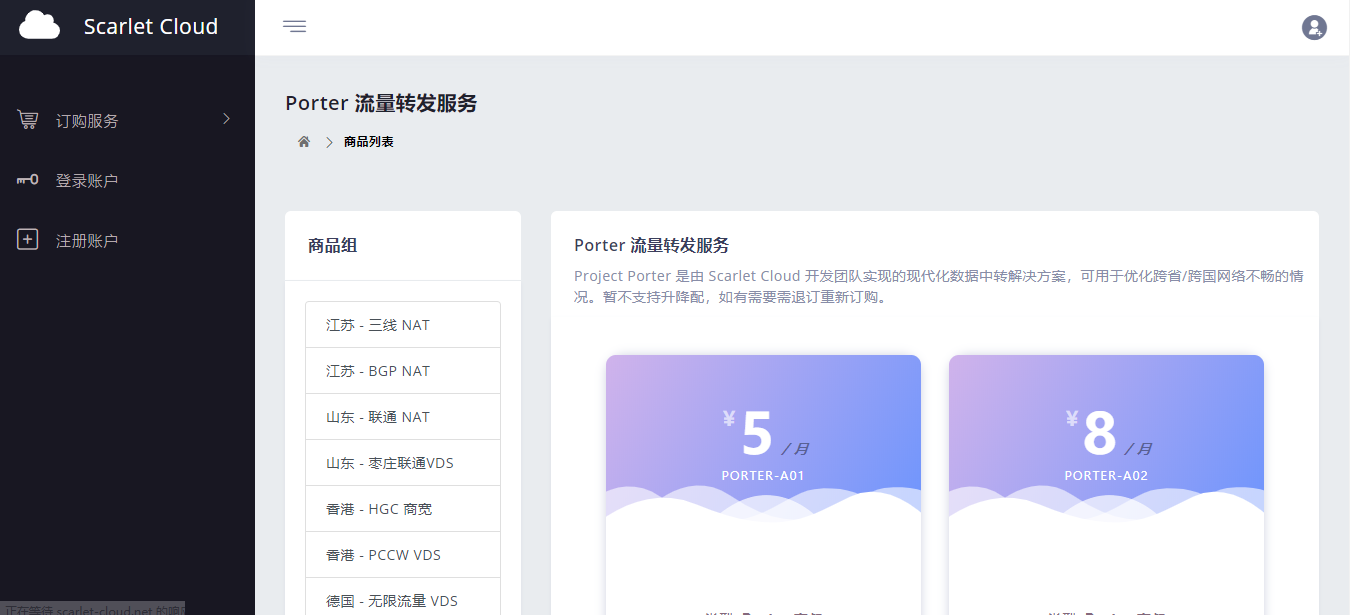 Scarlet Cloud
订购服务
登录账户
注册账户
Porter 流量转发服务
商品列表
商品组
江苏 - 三线 NAT
江苏 - BGP NAT
山东 - 联通 NAT
山东 - 枣庄联通VDS
香港 - HGC 商宽
香港 - PCCW VDS
德国 - 无限流量 VDS
Porter 流量转发服务
Project Porter 是由 Scarlet Cloud 开发团队实现的现代化数据中转解决方案，可用于优化跨省/跨国网络不畅的情
况。暂不支持升降配，如有需要需退订重新订购。
¥5 / 月
PORTER-A01
¥8 / 月
PORTER-A02
正在等待 scarlet-cloud.net 的响应